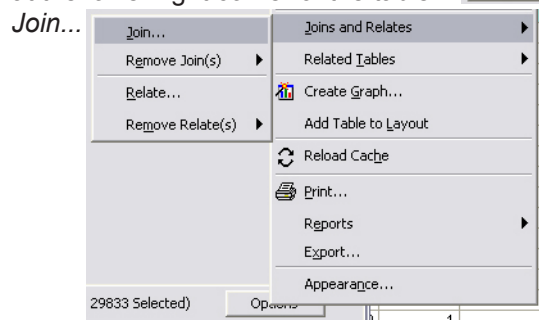 Join...
Join...
Remove Join(s)
Relate...
Remove Relate(s)
Joins and Relates
Related Tables
Create Graph...
Add Table to Layout
Reload Cache
Print...
Reports
Export...
Appearance...
29833 Selected)
1